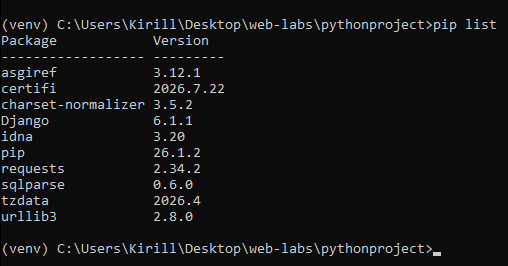 (venv) C:\Users\Kirill\Desktop\web-labs\pythonproject>pip list
Package            Version
------------------ ---------
asgiref            3.12.1
certifi            2026.7.22
charset-normalizer 3.5.2
Django             6.1.1
idna               3.20
pip                26.1.2
requests           2.34.2
sqlparse           0.6.0
tzdata             2026.4
urllib3            2.8.0
(venv) C:\Users\Kirill\Desktop\web-labs\pythonproject>